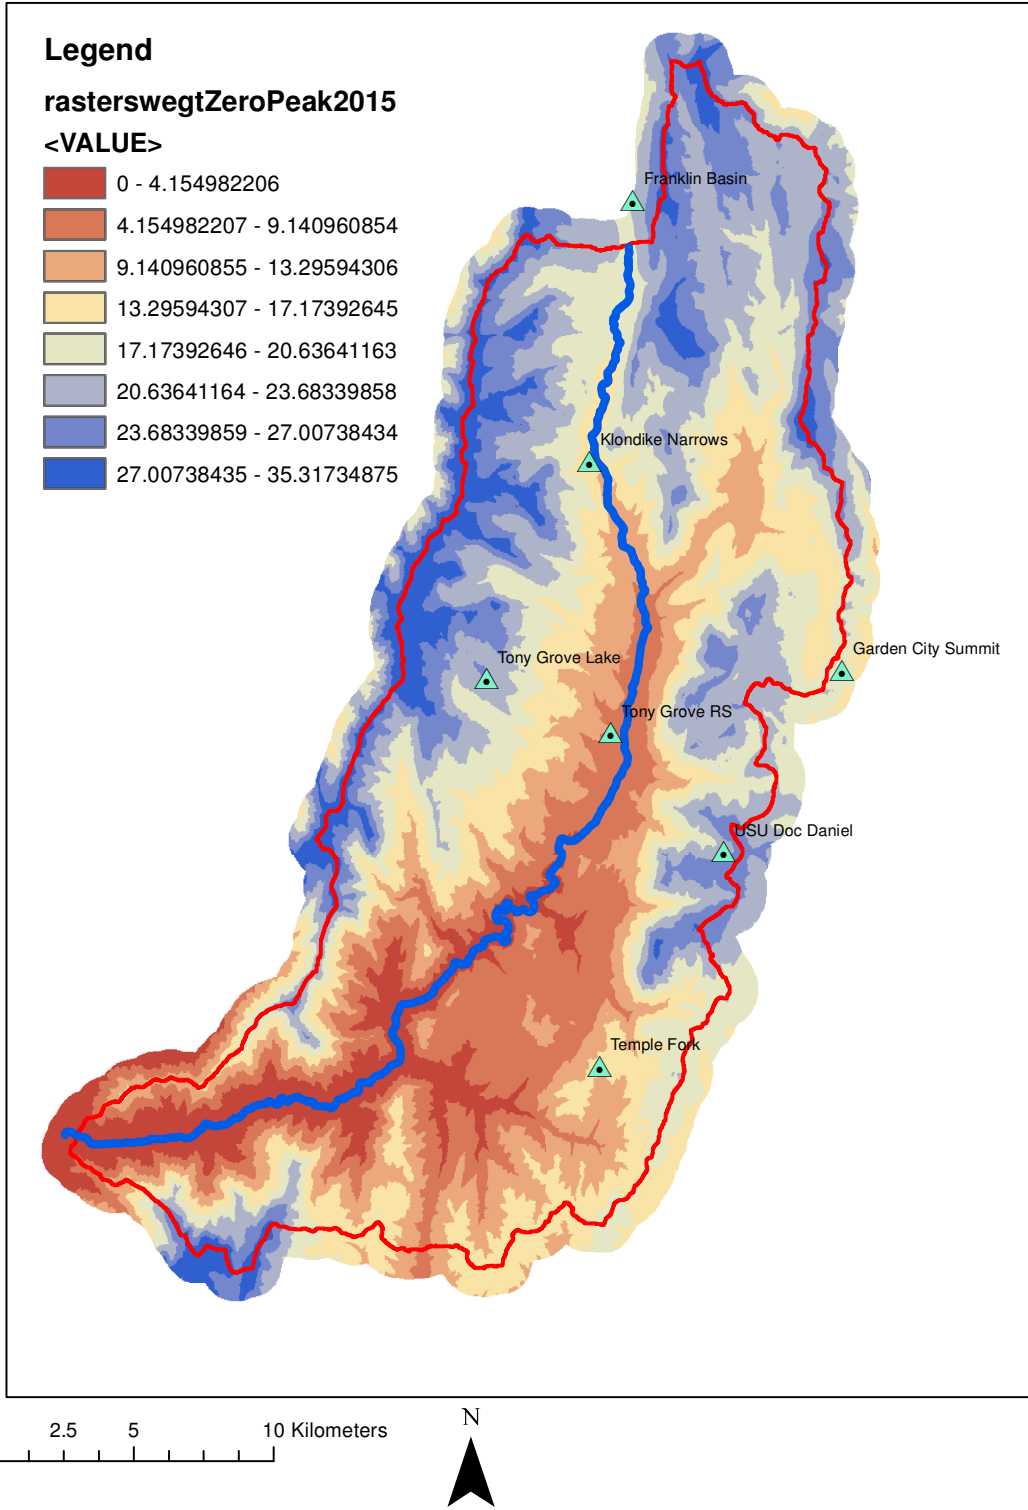 Legend
rasterswegtZeroPeak2015
<VALUE>
0 - 4.154982206
4.154982207 - 9.140960854
9.140960855 - 13.29594306
13.29594307 - 17.17392645
17.17392646 - 20.63641163
20.63641164 - 23.68339858
23.68339859 - 27.00738434
27.00738435 - 35.31734875
Franklin Basin
Klondike Narrows
Garden City Summit
Tony Grove Lake
Tony Grove RS
USU Doc Daniel
Temple Fork
2.5 5 10 Kilometers
N